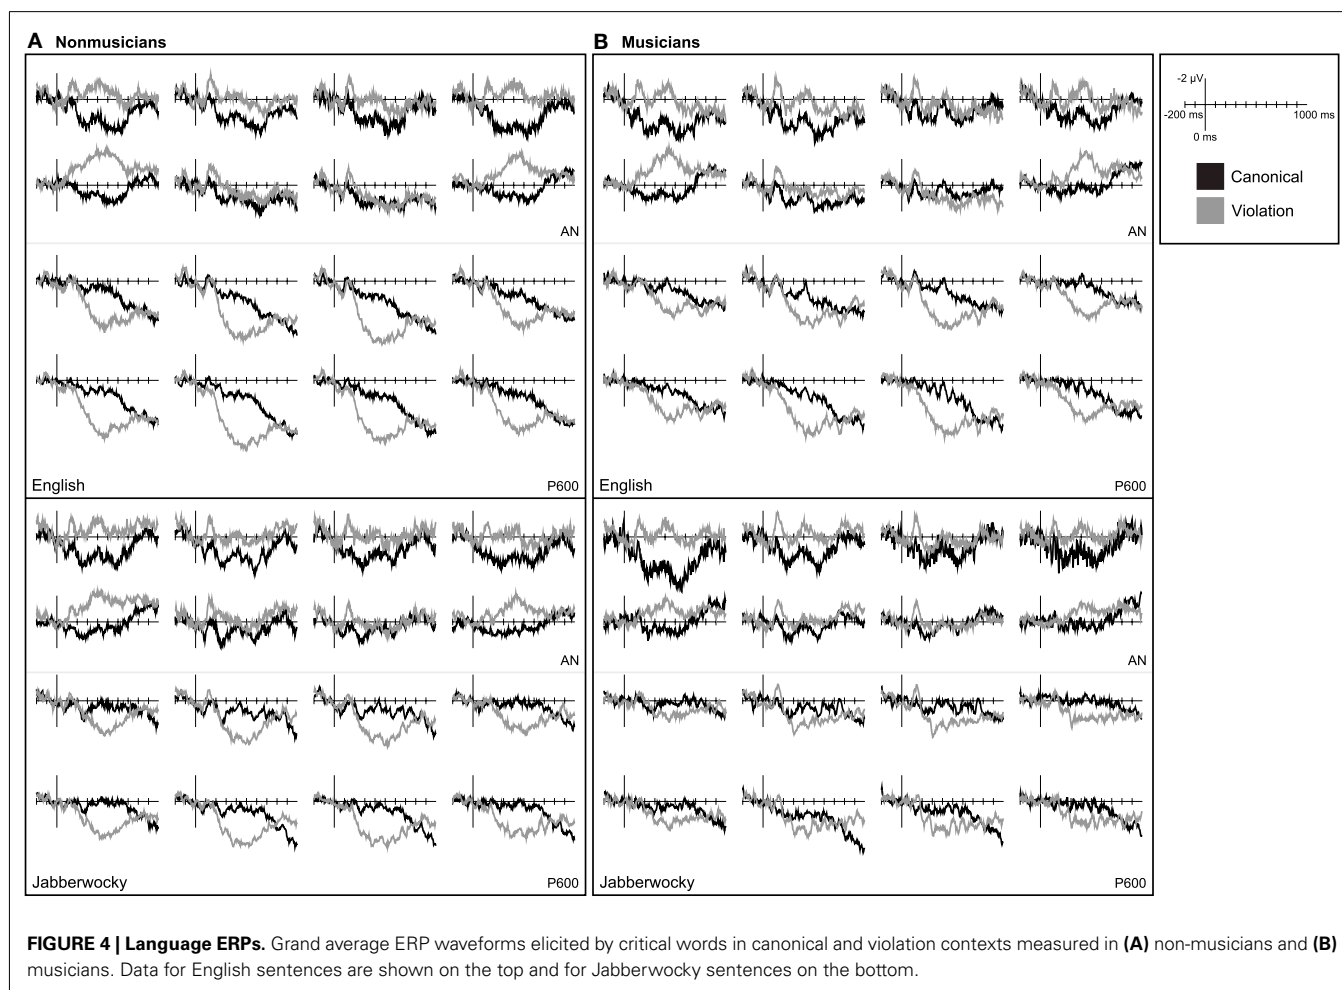 A Nonmusicians
B Musicians
-2 µV
-200 ms
1000 ms
0 ms
Canonical
Violation
AN
AN
English
P600
English
P600
AN
AN
Jabberwocky
P600
Jabberwocky
P600
FIGURE 4 | Language ERPs. Grand average ERP waveforms elicited by critical words in canonical and violation contexts measured in (A) non-musicians and (B)
musicians. Data for English sentences are shown on the top and for Jabberwocky sentences on the bottom.